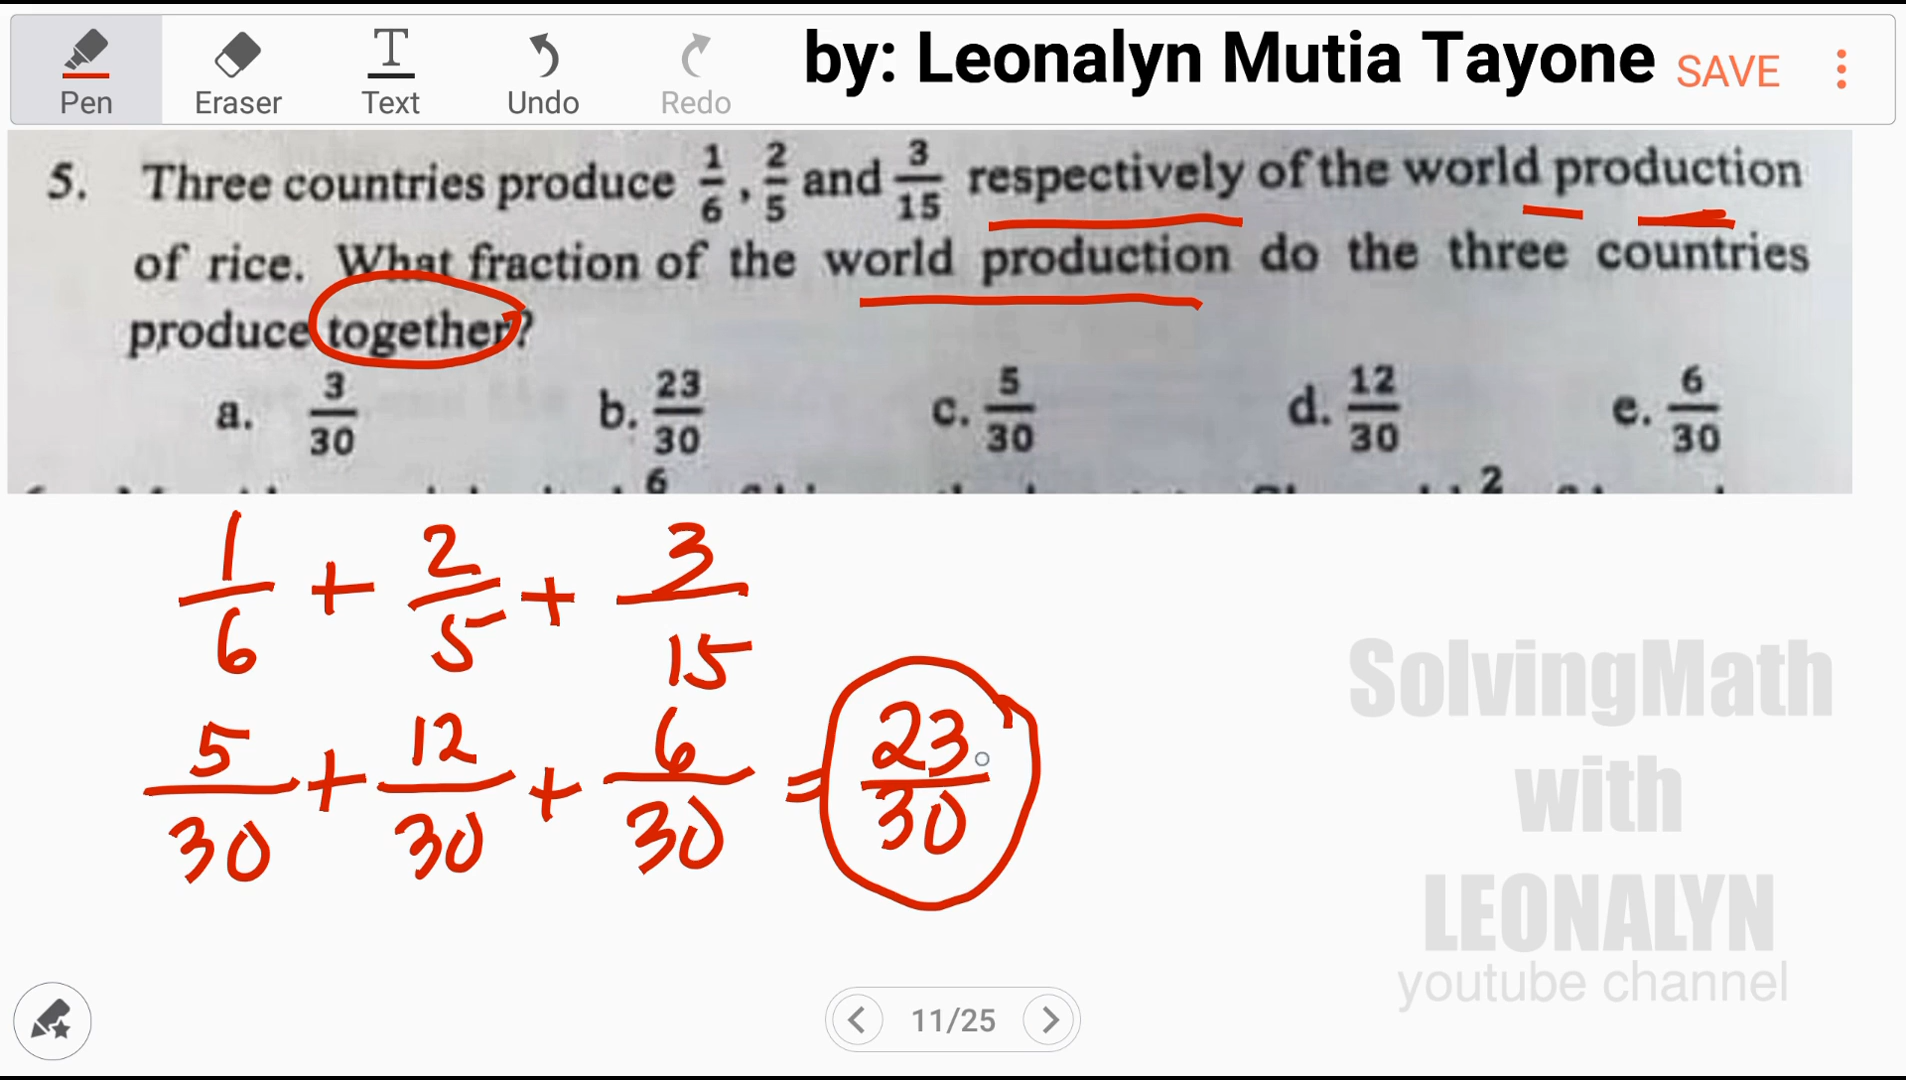 Pen Eraser Text Undo Redo by: Leonalyn Mutia Tayone SAVE
5. Three countries produce 1/6, 2/5 and 3/15 respectively of the world production
of rice. What fraction of the world production do the three countries
produce together?
a. 3/30 b. 23/30 c. 5/30 d. 12/30 e. 6/30
1/6 + 2/5 + 3/15
5/30 + 12/30 + 6/30 = 23/30
SolvingMath
with
LEONALYN
youtube channel
11/25